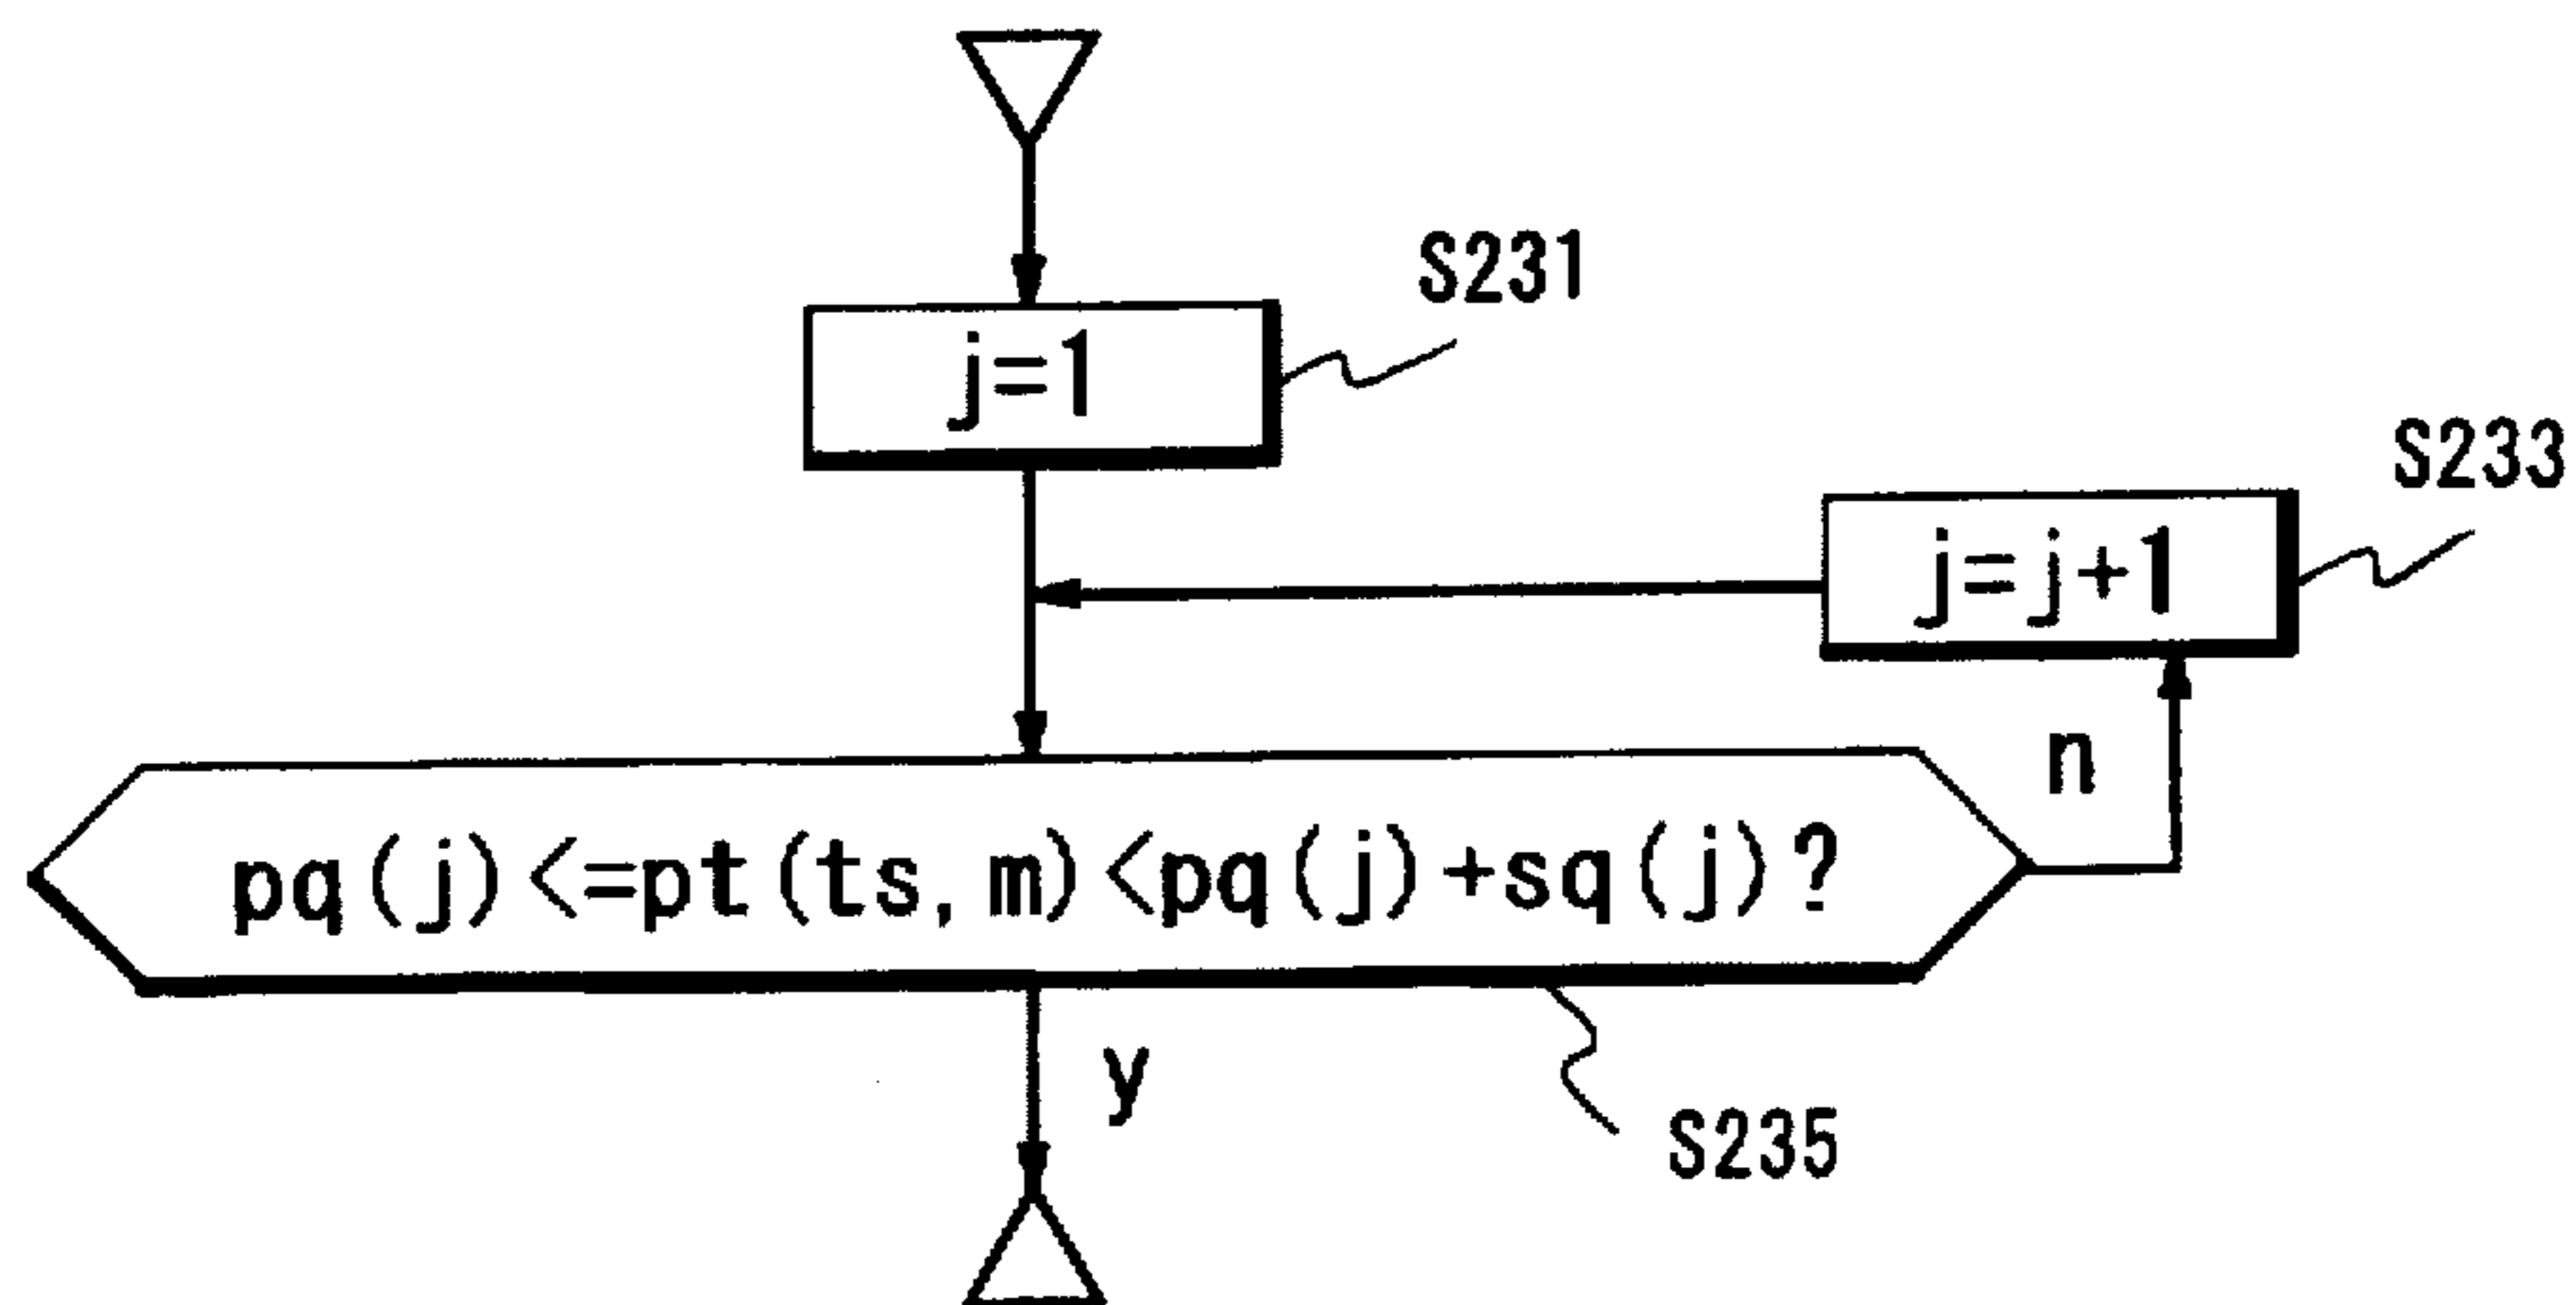 S231
j=1
S233
j=j+1
n
pq(j)<=pt(ts,m)<pq(j)+sq(j)?
y
S235